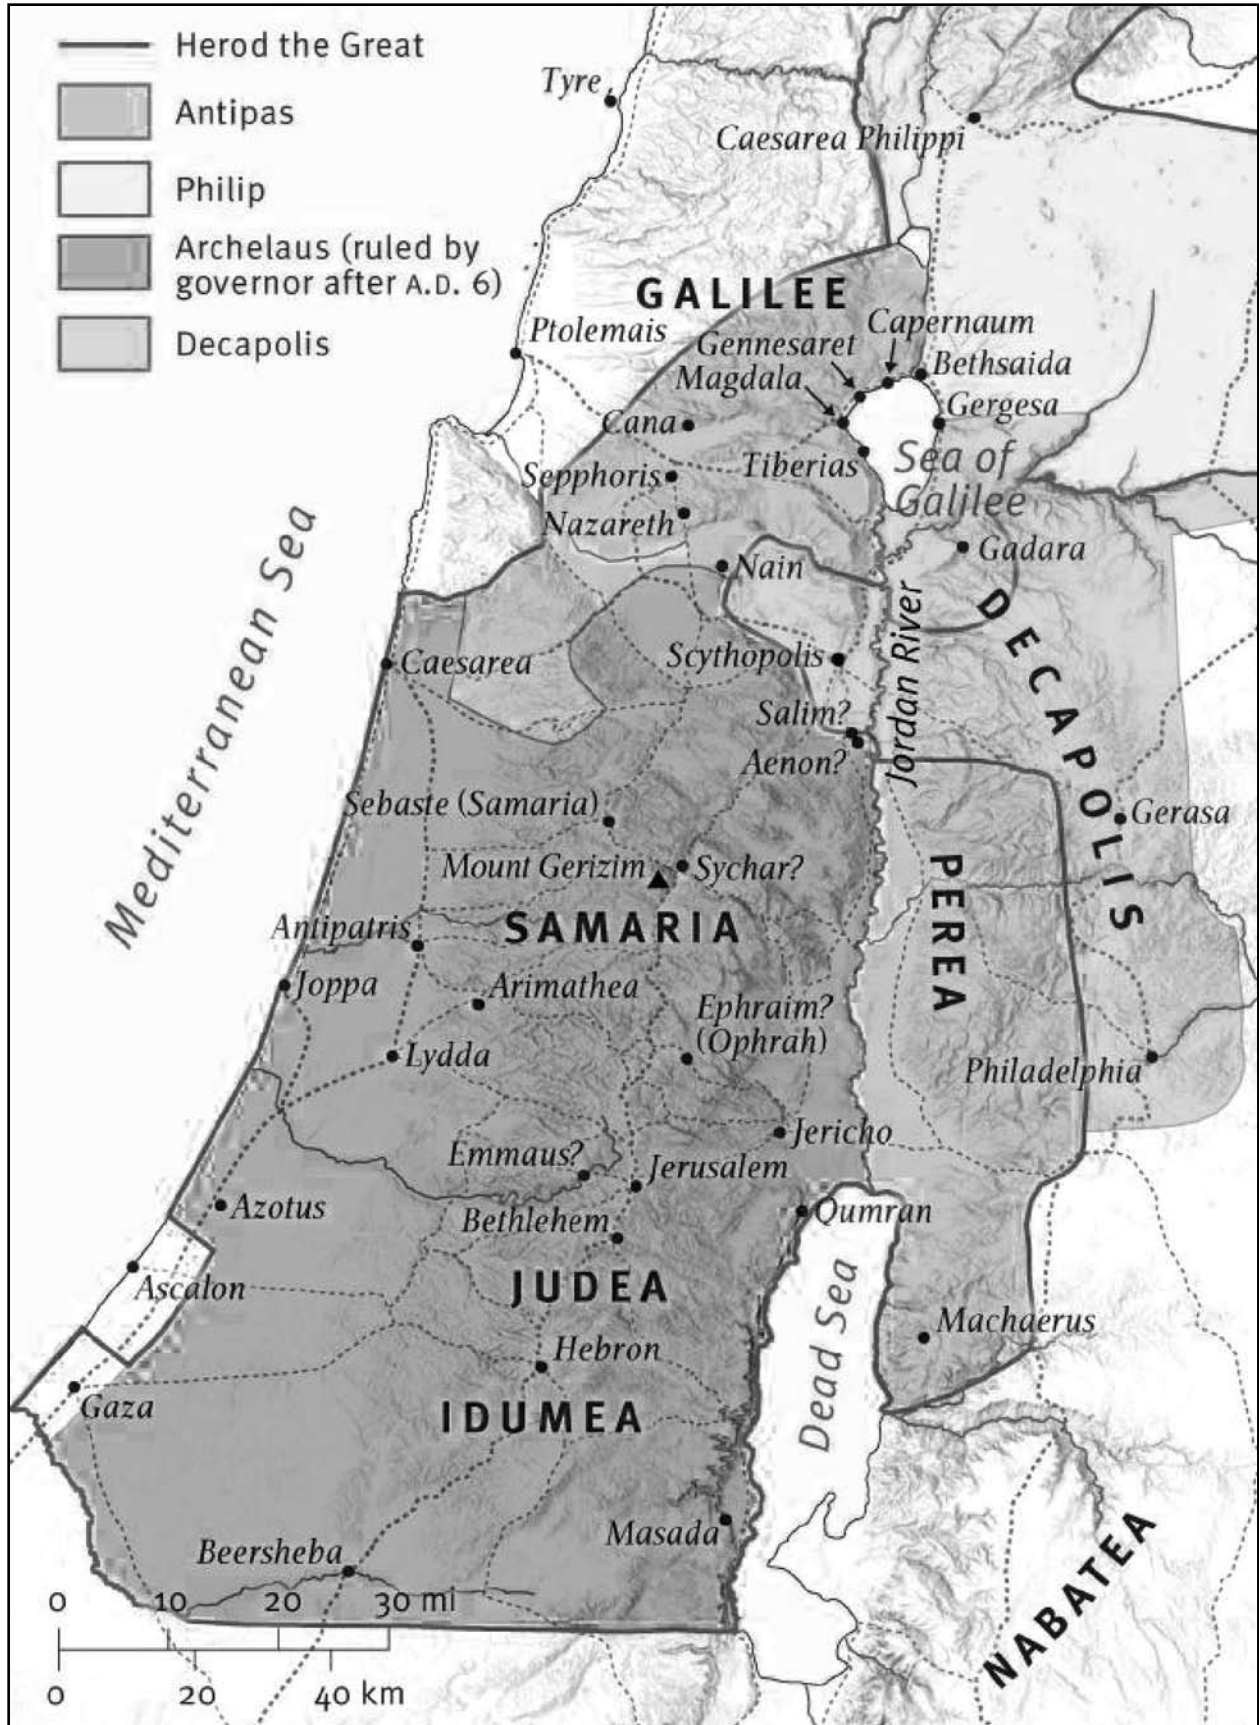 Herod the Great
Antipas
Philip
Archelaus (ruled by
governor after A.D. 6)
Decapolis
Tyre
Caesarea Philippi
GALILEE
Ptolemais
Capernaum
Gennesaret
Bethsaida
Magdala
Gergesa
Cana
Sea of
Galilee
Tiberias
Sepphoris
Nazareth
Gadara
Nain
Mediterranean Sea
Jordan River
DECAPOLIS
Caesarea
Scythopolis
Salim?
Aenon?
Sebaste (Samaria)
Gerasa
Mount Gerizim
Sychar?
PEREA
SAMARIA
Antipatris
Joppa
Arimathea
Ephraim?
(Ophrah)
Lydda
Philadelphia
Jericho
Emmaus?
Jerusalem
Azotus
Bethlehem
Qumran
Ascalon
JUDEA
Dead Sea
Machaerus
Hebron
Gaza
IDUMEA
Masada
NABATEA
Beersheba
0 10 20 30 mi
0 20 40 km